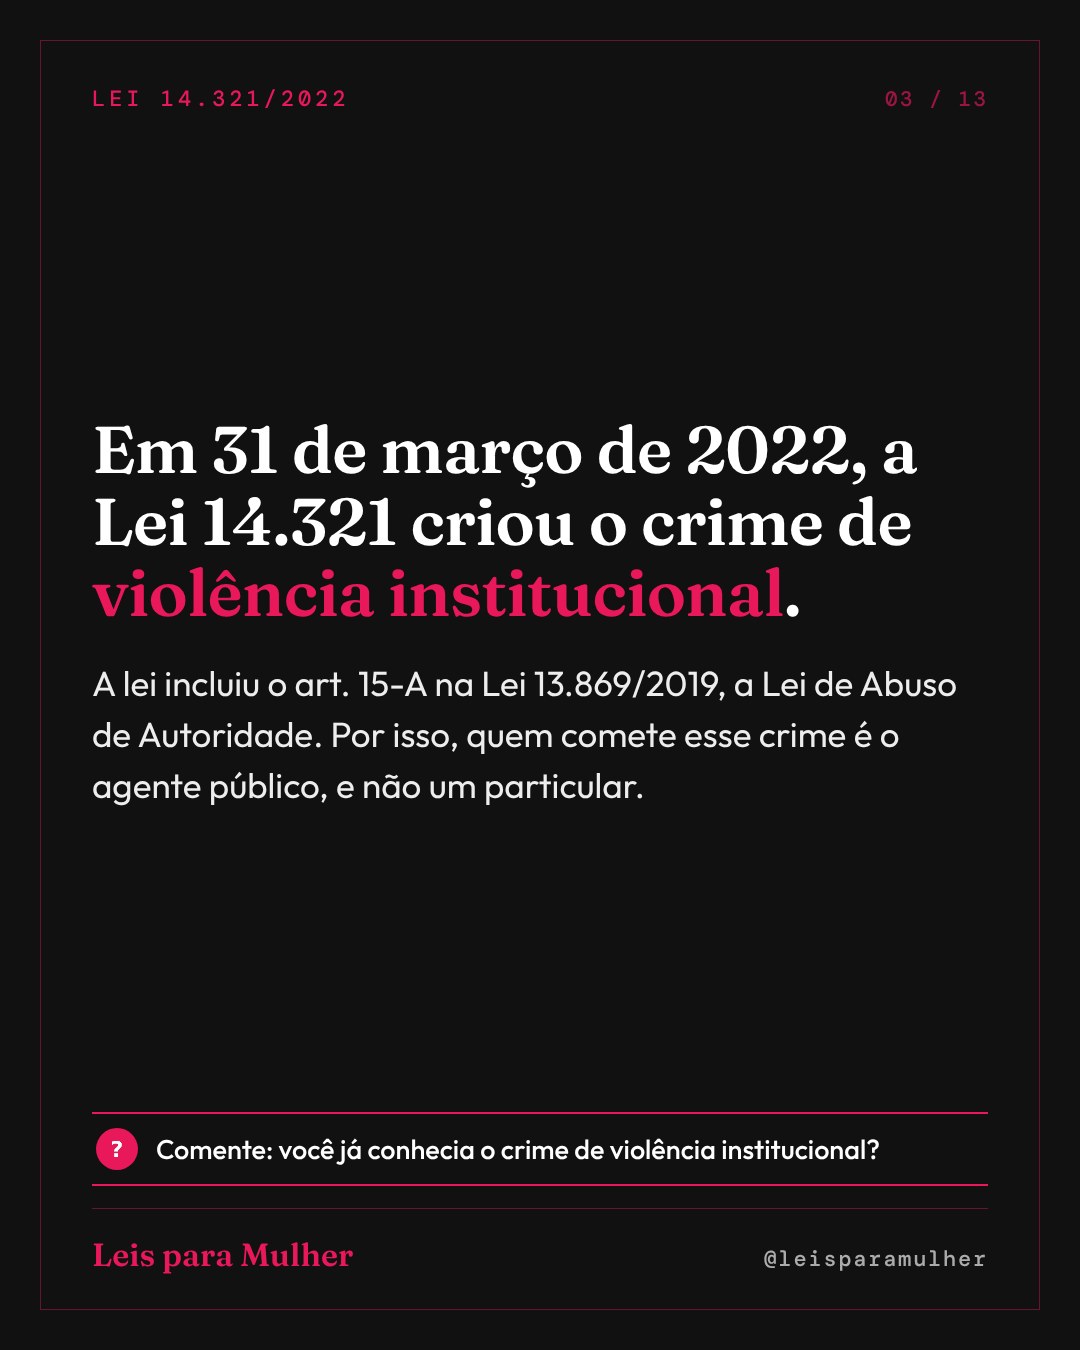 LEI 14.321/2022
03 / 13
Em 31 de março de 2022, a
Lei 14.321 criou o crime de
violência institucional.
A lei incluiu o art. 15-A na Lei 13.869/2019, a Lei de Abuso
de Autoridade. Por isso, quem comete esse crime é o
agente público, e não um particular.
? Comente: você já conhecia o crime de violência institucional?
Leis para Mulher
@leisparamulher